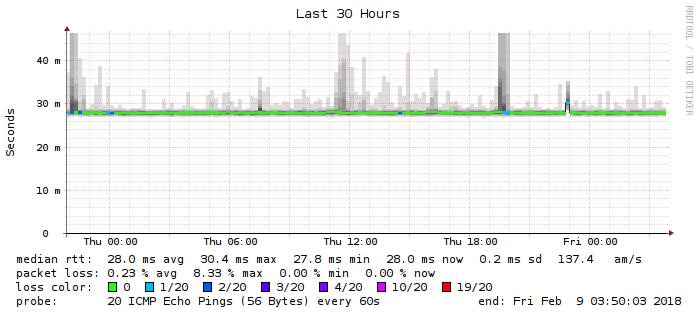 Last 30 Hours
RRDTOOL / TOBI OETIKER
Seconds
40 m
30 m
20 m
10 m
0
Thu 00:00 Thu 06:00 Thu 12:00 Thu 18:00 Fri 00:00
median rtt: 28.0 ms avg 30.4 ms max 27.8 ms min 28.0 ms now 0.2 ms sd 137.4 am/s
packet loss: 0.23 % avg 8.33 % max 0.00 % min 0.00 % now
loss color: 0 1/20 2/20 3/20 4/20 10/20 19/20
probe: 20 ICMP Echo Pings (56 Bytes) every 60s end: Fri Feb 9 03:50:03 2018